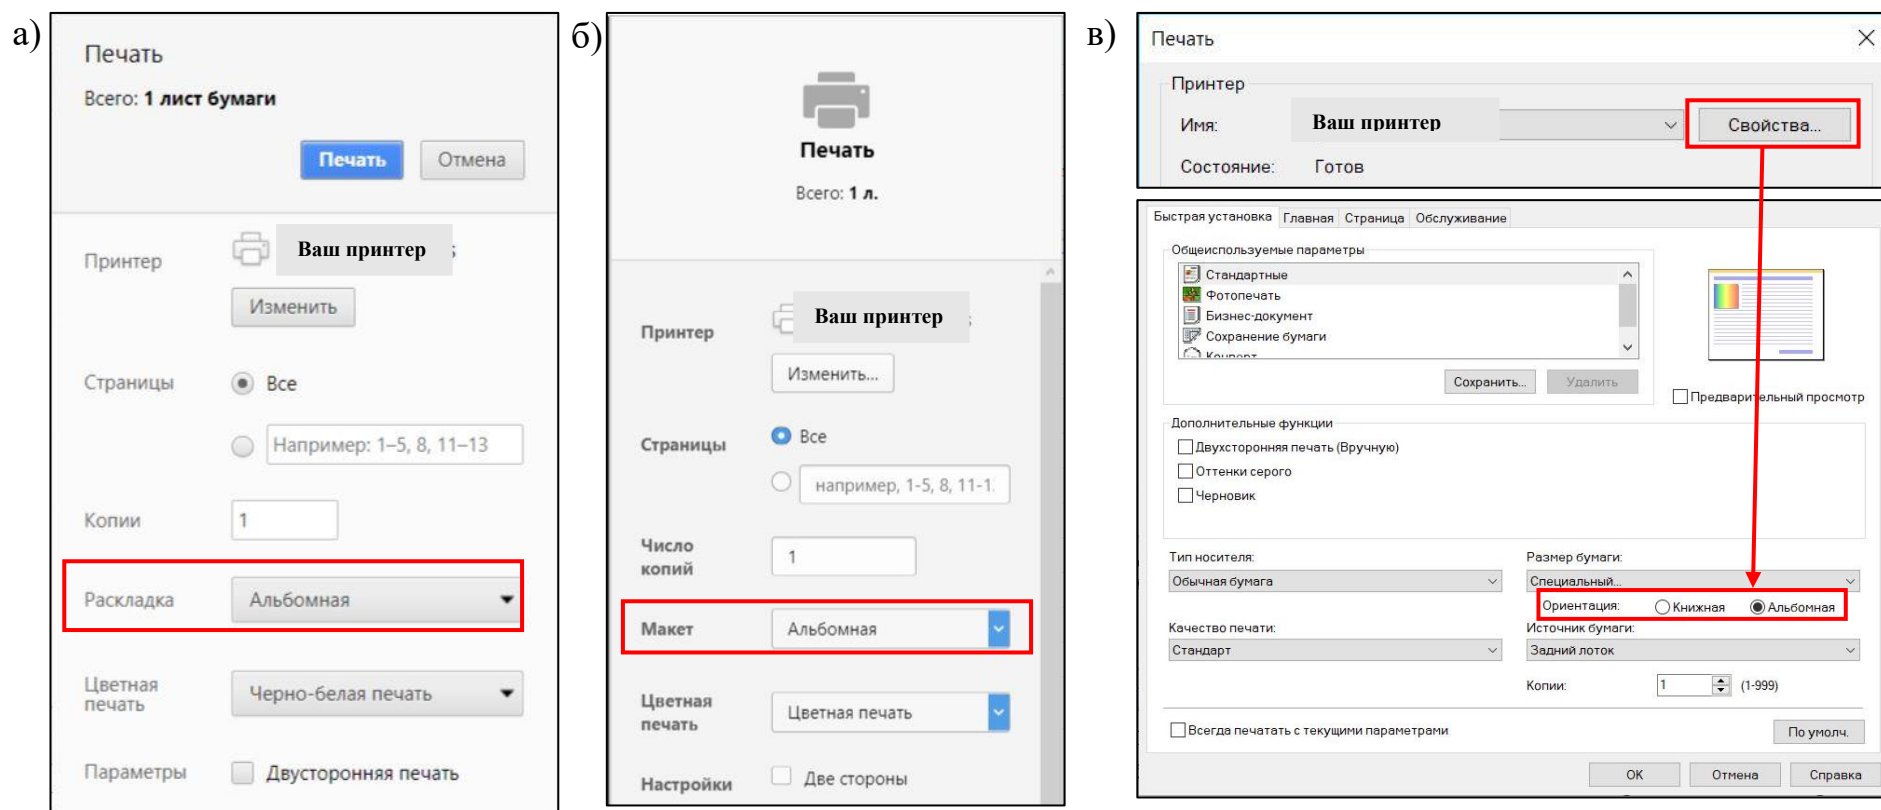 а)
Печать
Всего: 1 лист бумаги
Печать
Отмена
Принтер
Ваш принтер
Изменить
Страницы
Все
Например: 1–5, 8, 11–13
Копии
1
Раскладка
Альбомная
Цветная
печать
Черно-белая печать
Параметры
Двусторонняя печать
б)
Печать
Всего: 1 л.
Принтер
Ваш принтер
Изменить...
Страницы
Все
например, 1-5, 8, 11-1
Число
копий
1
Макет
Альбомная
Цветная
печать
Цветная печать
Настройки
Две стороны
в)
Печать
Принтер
Имя:
Ваш принтер
Свойства...
Состояние:
Готов
Быстрая установка Главная Страница Обслуживание
Общеиспользуемые параметры
Стандартные
Фотопечать
Бизнес-документ
Сохранение бумаги
Конверт
Сохранить...
Удалить
Предварительный просмотр
Дополнительные функции
Двухсторонняя печать (Вручную)
Оттенки серого
Черновик
Тип носителя:
Обычная бумага
Размер бумаги:
Специальный...
Ориентация:
Книжная
Альбомная
Качество печати:
Стандарт
Источник бумаги:
Задний лоток
Копии:
1
(1-999)
Всегда печатать с текущими параметрами
По умолч.
OK
Отмена
Справка